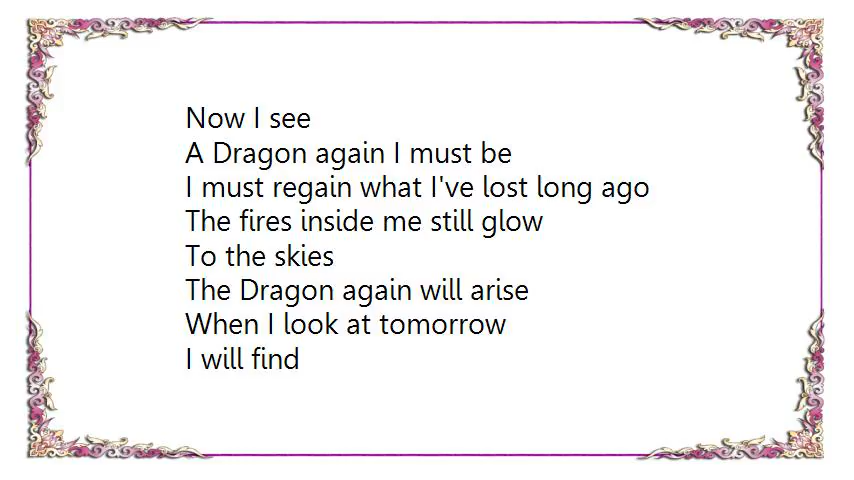 Now I see
A Dragon again I must be
I must regain what I've lost long ago
The fires inside me still glow
To the skies
The Dragon again will arise
When I look at tomorrow
I will find